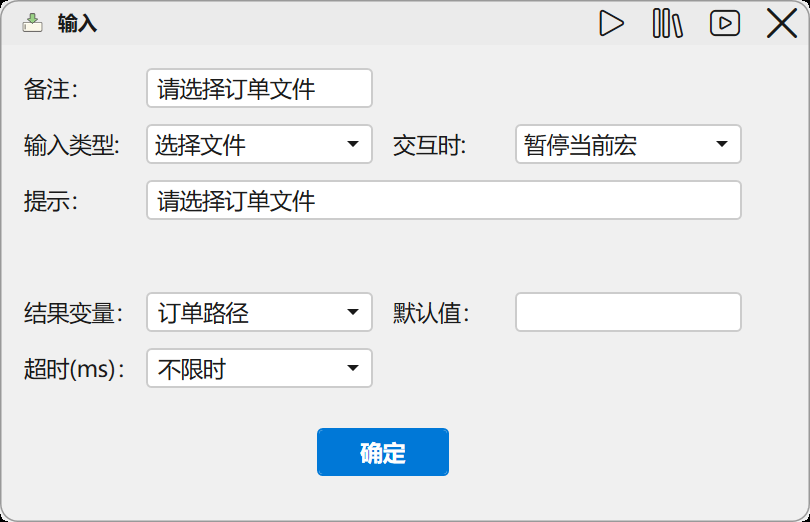 输入
备注： 请选择订单文件
输入类型: 选择文件 交互时: 暂停当前宏
提示： 请选择订单文件
结果变量： 订单路径 默认值：
超时(ms)： 不限时
确定